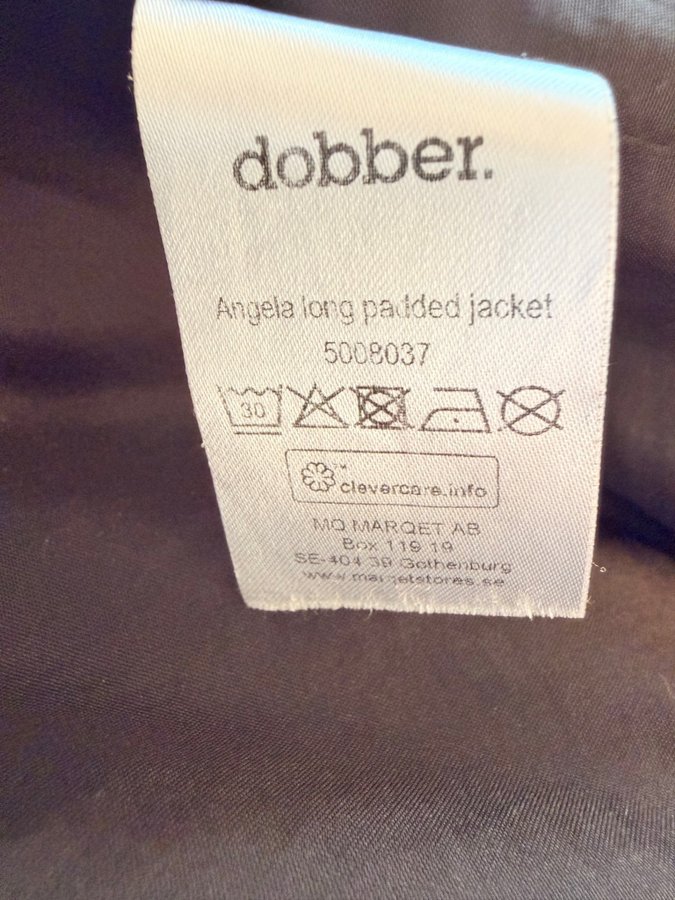 dobber.
Angela long padded jacket
5008037
30
™
clevercare.info
MQ MARQET AB
Box 119 19
SE-404 39 Gothenburg
www.marqetstores.se